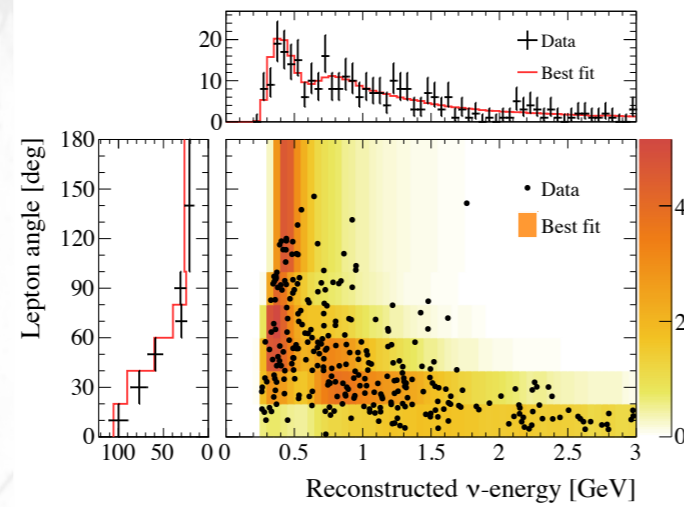 20
10
0
Data
Best fit
180
150
120
90
60
30
0
Lepton angle [deg]
100 50 0
Data
Best fit
4
2
0
0 0.5 1 1.5 2 2.5 3
Reconstructed ν-energy [GeV]